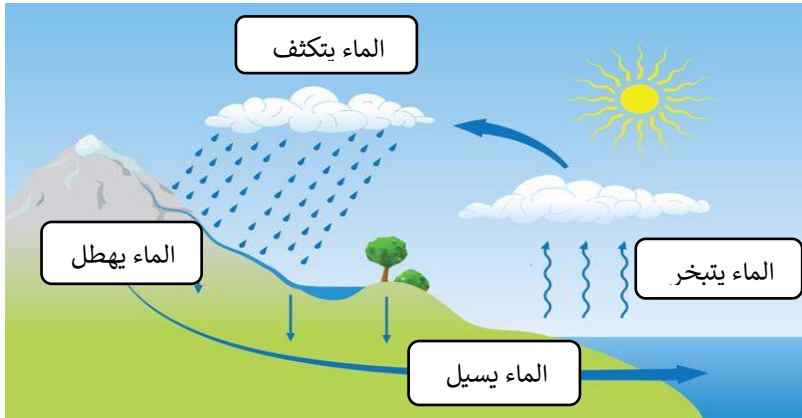 الماء يتكثف
الماء يهطل
الماء يتبخر
الماء يسيل